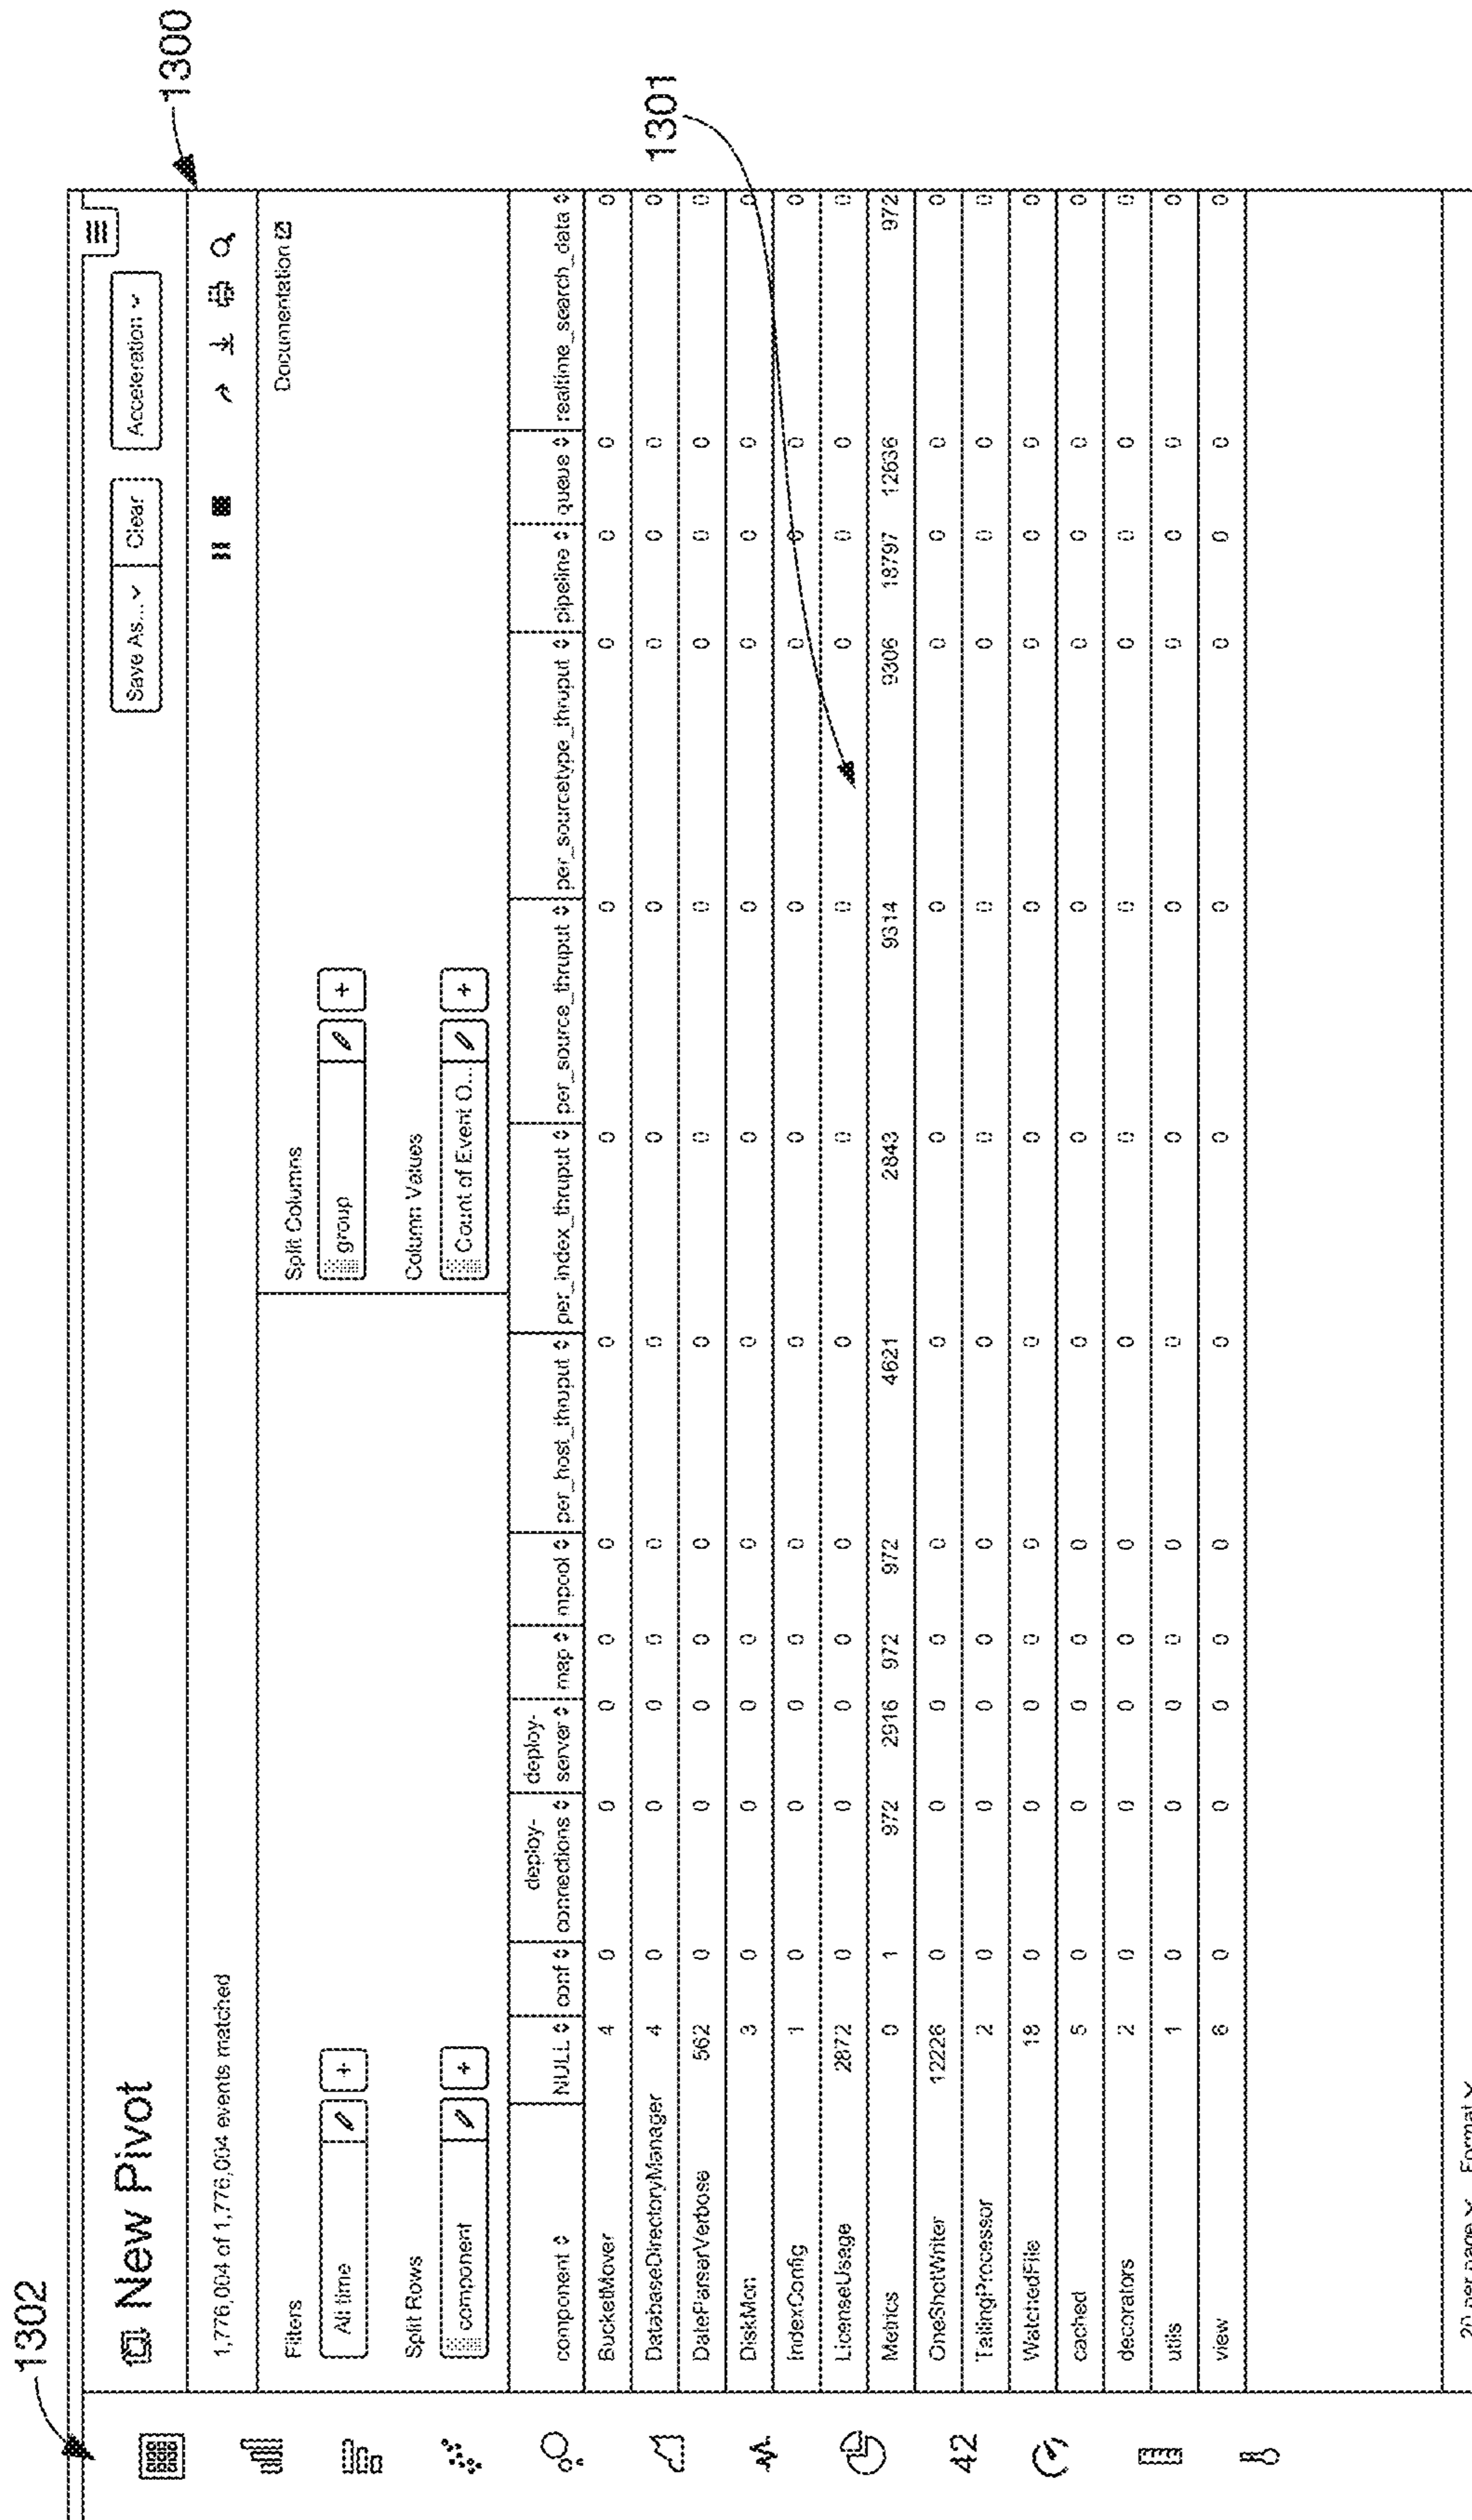 1302
1300
1301
New Pivot
Save As... Clear Acceleration
1,776,004 of 1,776,004 events matched
Filters
All time +
Split Columns
group +
Documentation
Split Rows
component +
Column Values
Count of Event O... +
component NULL conf deploy-connections deploy-server map mpool per_host_thruput per_index_thruput per_source_thruput per_sourcetype_thruput pipeline queue realtime_search_data
BucketMover 4 0 0 0 0 0 0 0 0 0 0 0 0
DatabaseDirectoryManager 4 0 0 0 0 0 0 0 0 0 0 0 0
DateParserVerbose 562 0 0 0 0 0 0 0 0 0 0 0 0
DiskMon 3 0 0 0 0 0 0 0 0 0 0 0 0
IndexConfig 1 0 0 0 0 0 0 0 0 0 0 0 0
LicenseUsage 2872 0 0 0 0 0 0 0 0 0 0 0 0
Metrics 0 1 972 2916 972 972 4621 2843 9314 9306 18797 12636 972
OneShotWriter 12226 0 0 0 0 0 0 0 0 0 0 0 0
TailingProcessor 2 0 0 0 0 0 0 0 0 0 0 0 0
WatchedFile 18 0 0 0 0 0 0 0 0 0 0 0 0
cached 5 0 0 0 0 0 0 0 0 0 0 0 0
decorators 2 0 0 0 0 0 0 0 0 0 0 0 0
utils 1 0 0 0 0 0 0 0 0 0 0 0 0
view 6 0 0 0 0 0 0 0 0 0 0 0 0
42
20 per page Format